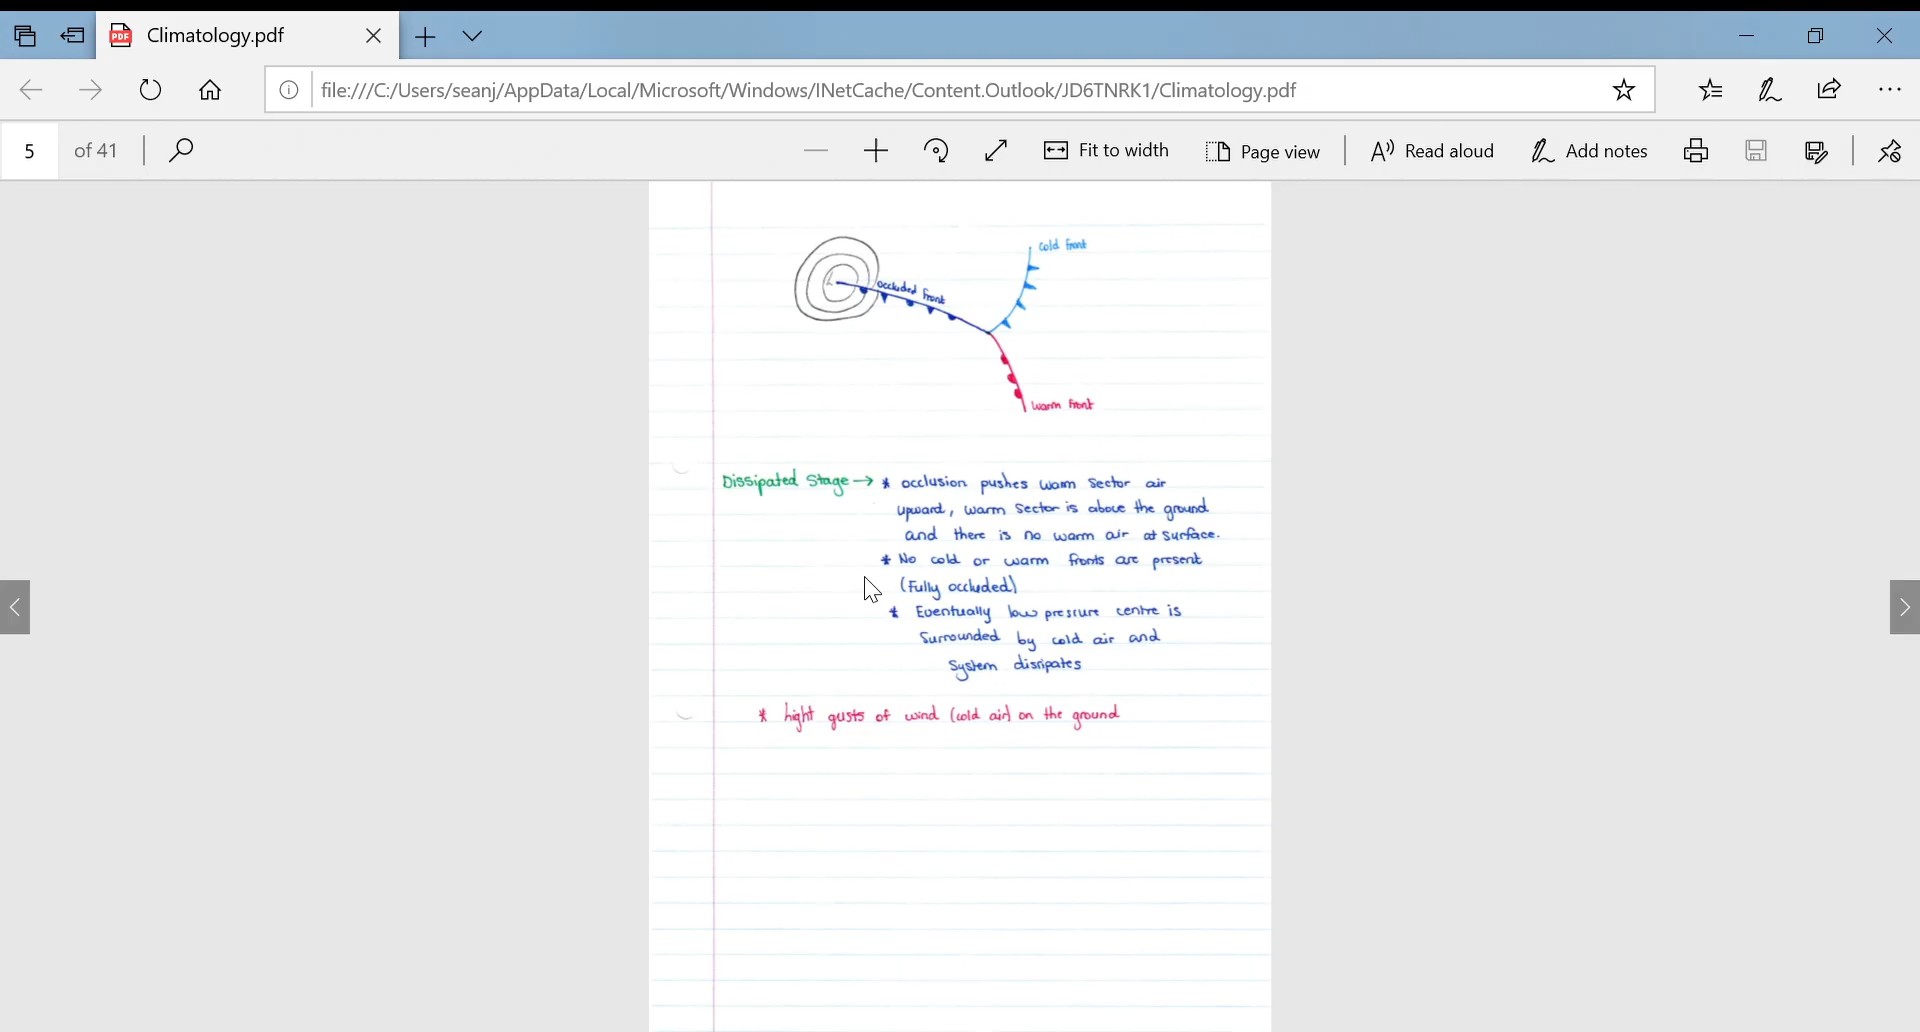 Climatology.pdf
file:///C:/Users/seanj/AppData/Local/Microsoft/Windows/INetCache/Content.Outlook/JD6TNRK1/Climatology.pdf
5 of 41
Fit to width
Page view
Read aloud
Add notes
cold front
occluded front
L
warm front
Dissipated Stage → * occlusion pushes warm sector air
upward, warm sector is above the ground
and there is no warm air at surface.
* No cold or warm fronts are present
(Fully occluded)
* Eventually low pressure centre is
surrounded by cold air and
system dissipates
* hight gusts of wind (cold air) on the ground